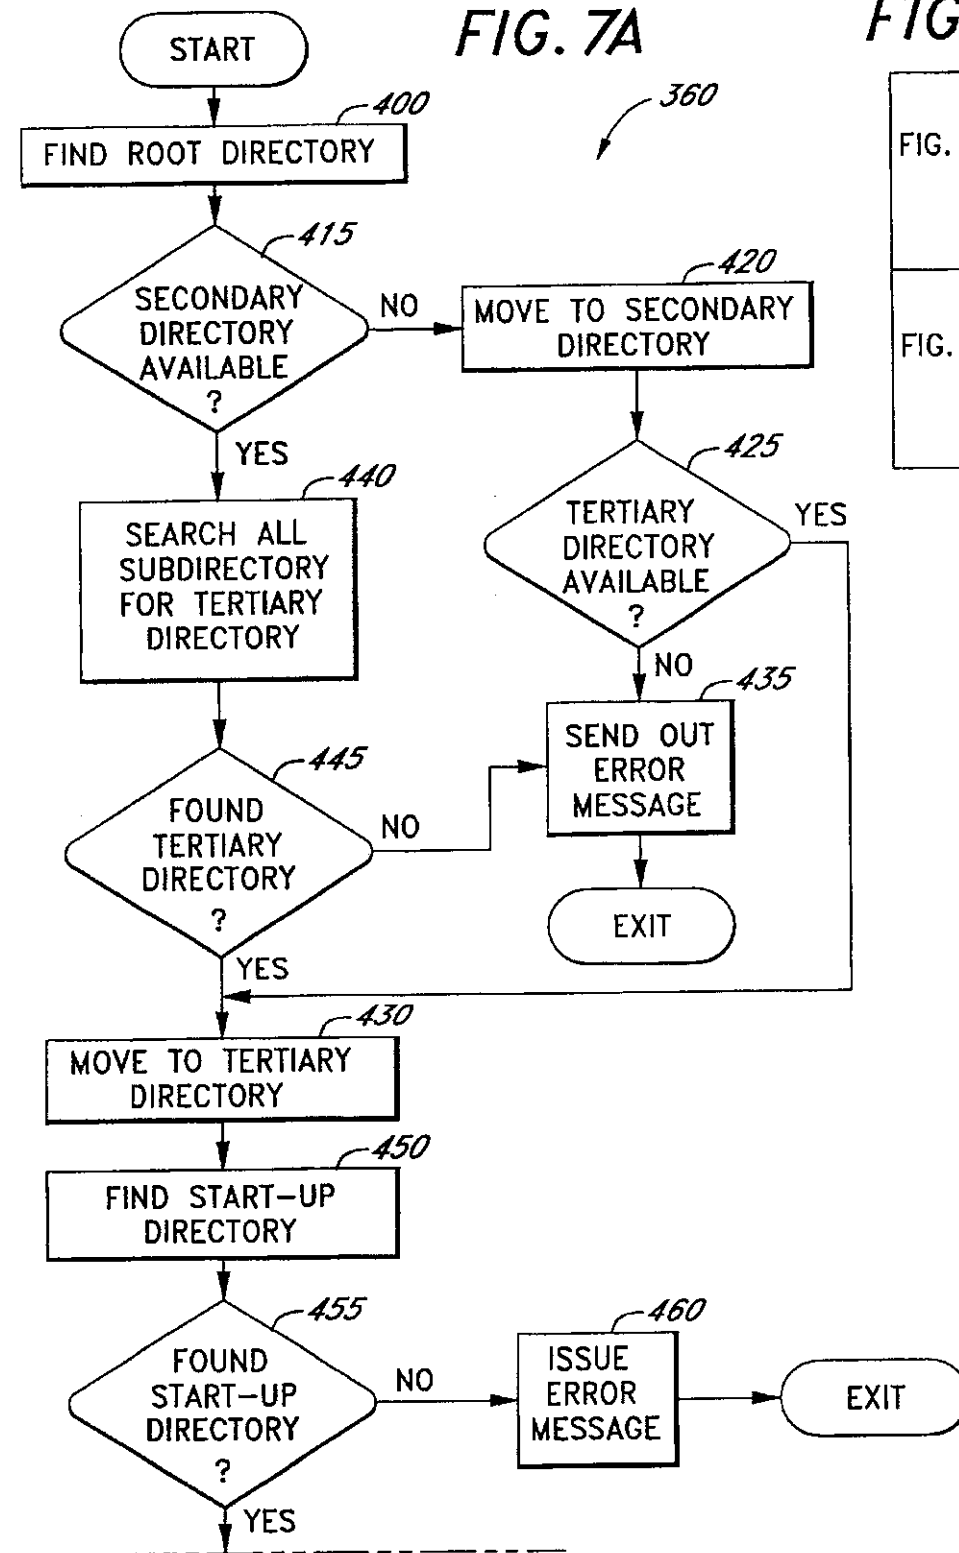 FIG. 7A
FIG
START
360
400
FIND ROOT DIRECTORY
FIG.
FIG.
415
SECONDARY
DIRECTORY
AVAILABLE
?
NO
YES
420
MOVE TO SECONDARY
DIRECTORY
425
TERTIARY
DIRECTORY
AVAILABLE
?
YES
NO
440
SEARCH ALL
SUBDIRECTORY
FOR TERTIARY
DIRECTORY
435
SEND OUT
ERROR
MESSAGE
EXIT
445
FOUND
TERTIARY
DIRECTORY
?
NO
YES
430
MOVE TO TERTIARY
DIRECTORY
450
FIND START-UP
DIRECTORY
455
FOUND
START-UP
DIRECTORY
?
NO
460
ISSUE
ERROR
MESSAGE
EXIT
YES